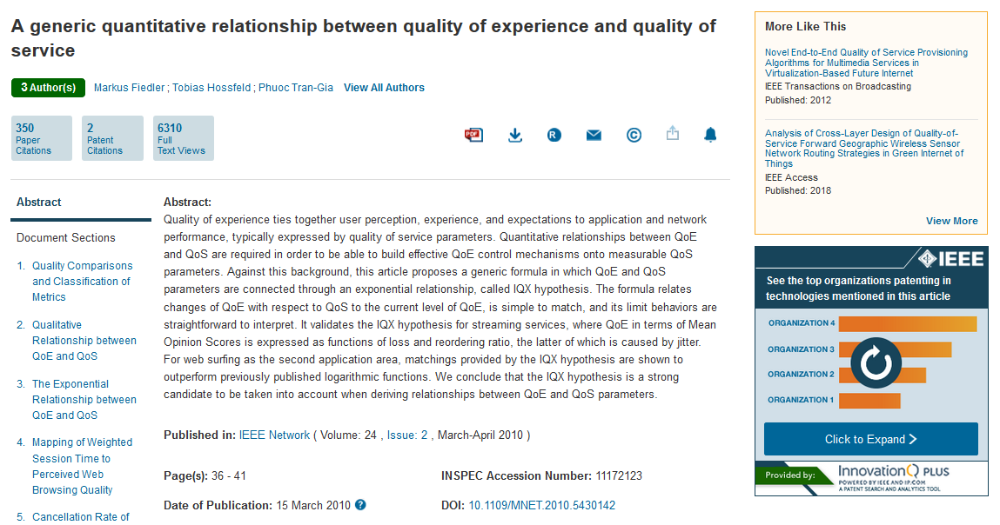 A generic quantitative relationship between quality of experience and quality of
service
3 Author(s)
Markus Fiedler ; Tobias Hossfeld ; Phuoc Tran-Gia
View All Authors
350
Paper
Citations
2
Patent
Citations
6310
Full
Text Views
PDF
R
©
Abstract
Document Sections
1. Quality Comparisons
and Classification of
Metrics
2. Qualitative
Relationship between
QoE and QoS
3. The Exponential
Relationship between
QoE and QoS
4. Mapping of Weighted
Session Time to
Perceived Web
Browsing Quality
5. Cancellation Rate of
Abstract:
Quality of experience ties together user perception, experience, and expectations to application and network
performance, typically expressed by quality of service parameters. Quantitative relationships between QoE
and QoS are required in order to be able to build effective QoE control mechanisms onto measurable QoS
parameters. Against this background, this article proposes a generic formula in which QoE and QoS
parameters are connected through an exponential relationship, called IQX hypothesis. The formula relates
changes of QoE with respect to QoS to the current level of QoE, is simple to match, and its limit behaviors are
straightforward to interpret. It validates the IQX hypothesis for streaming services, where QoE in terms of Mean
Opinion Scores is expressed as functions of loss and reordering ratio, the latter of which is caused by jitter.
For web surfing as the second application area, matchings provided by the IQX hypothesis are shown to
outperform previously published logarithmic functions. We conclude that the IQX hypothesis is a strong
candidate to be taken into account when deriving relationships between QoE and QoS parameters.
Published in: IEEE Network ( Volume: 24 , Issue: 2 , March-April 2010 )
Page(s): 36 - 41
INSPEC Accession Number: 11172123
Date of Publication: 15 March 2010 ?
DOI: 10.1109/MNET.2010.5430142
More Like This
Novel End-to-End Quality of Service Provisioning
Algorithms for Multimedia Services in
Virtualization-Based Future Internet
IEEE Transactions on Broadcasting
Published: 2012
Analysis of Cross-Layer Design of Quality-of-
Service Forward Geographic Wireless Sensor
Network Routing Strategies in Green Internet of
Things
IEEE Access
Published: 2018
View More
IEEE
See the top organizations patenting in
technologies mentioned in this article
ORGANIZATION 4
ORGANIZATION 3
ORGANIZATION 2
ORGANIZATION 1
Click to Expand
Provided by:
InnovationQ PLUS
POWERED BY IEEE AND IP.COM
A PATENT SEARCH AND ANALYTICS TOOL